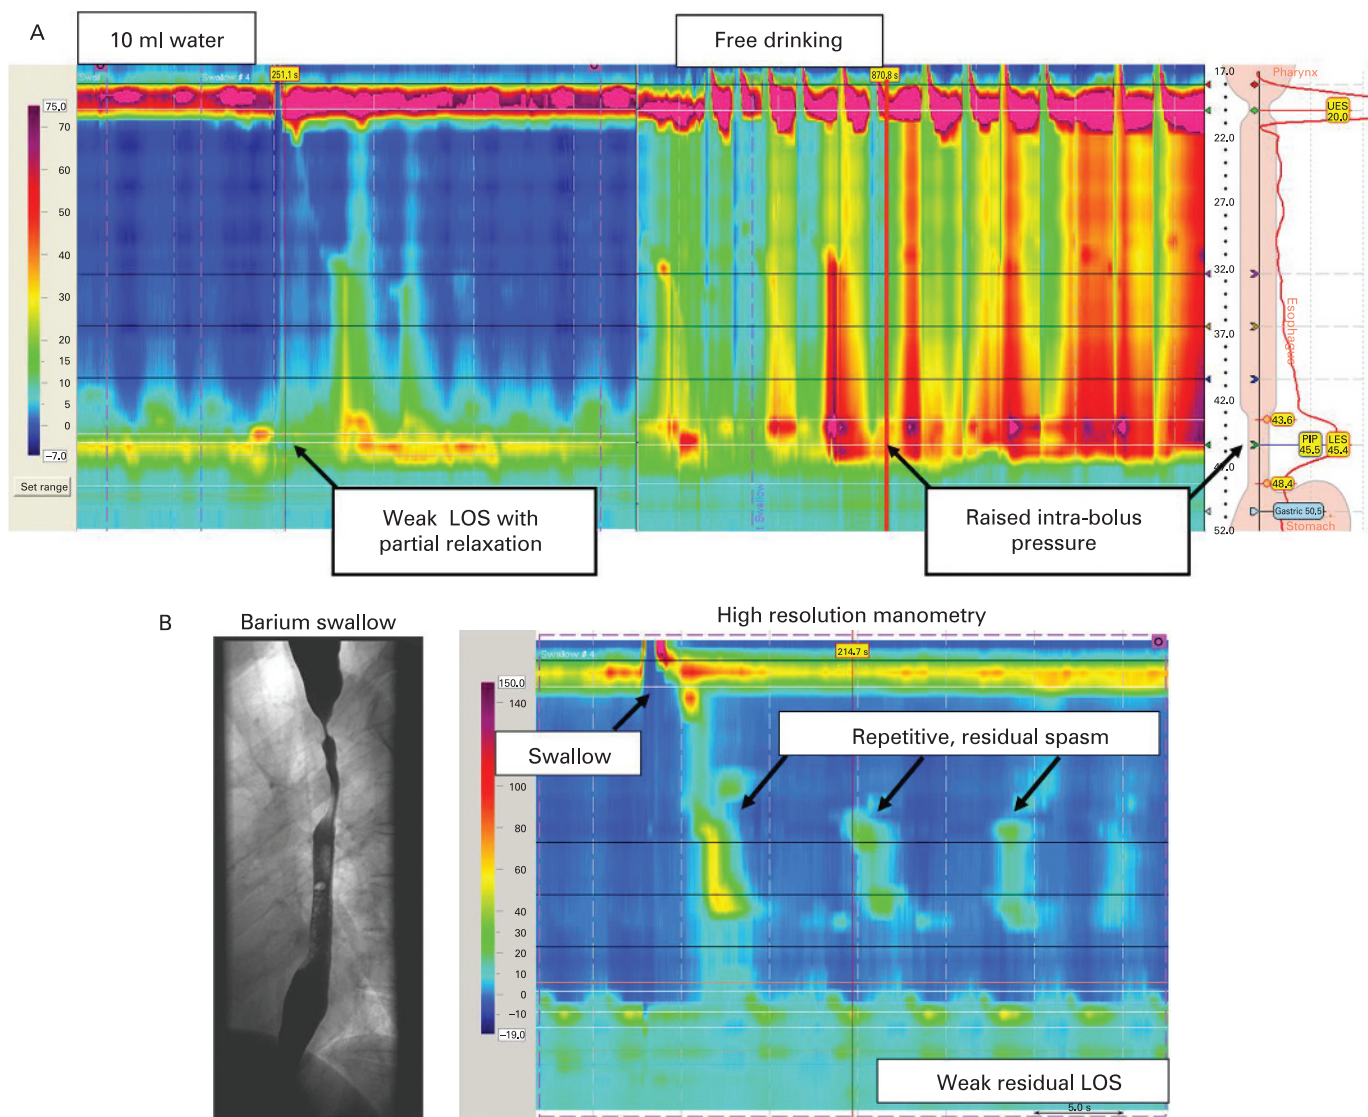 A
10 ml water
Free drinking
Swallow # 4
251,1 s
870,8 s
75.0
70
60
50
40
30
20
15
10
5
0
−7.0
Set range
Weak LOS with
partial relaxation
Raised intra-bolus
pressure
17.0
22.0
27.0
32.0
37.0
42.0
52.0
Pharynx
UES
20.0
Esophagus
43.6
PIP
45.5
LES
45.4
48.4
Gastric 50,5
Stomach
B
Barium swallow
High resolution manometry
Swallow # 4
214.7 s
150.0
140
100
80
60
40
30
20
10
0
−10
−19.0
Swallow
Repetitive, residual spasm
Weak residual LOS
5.0 s